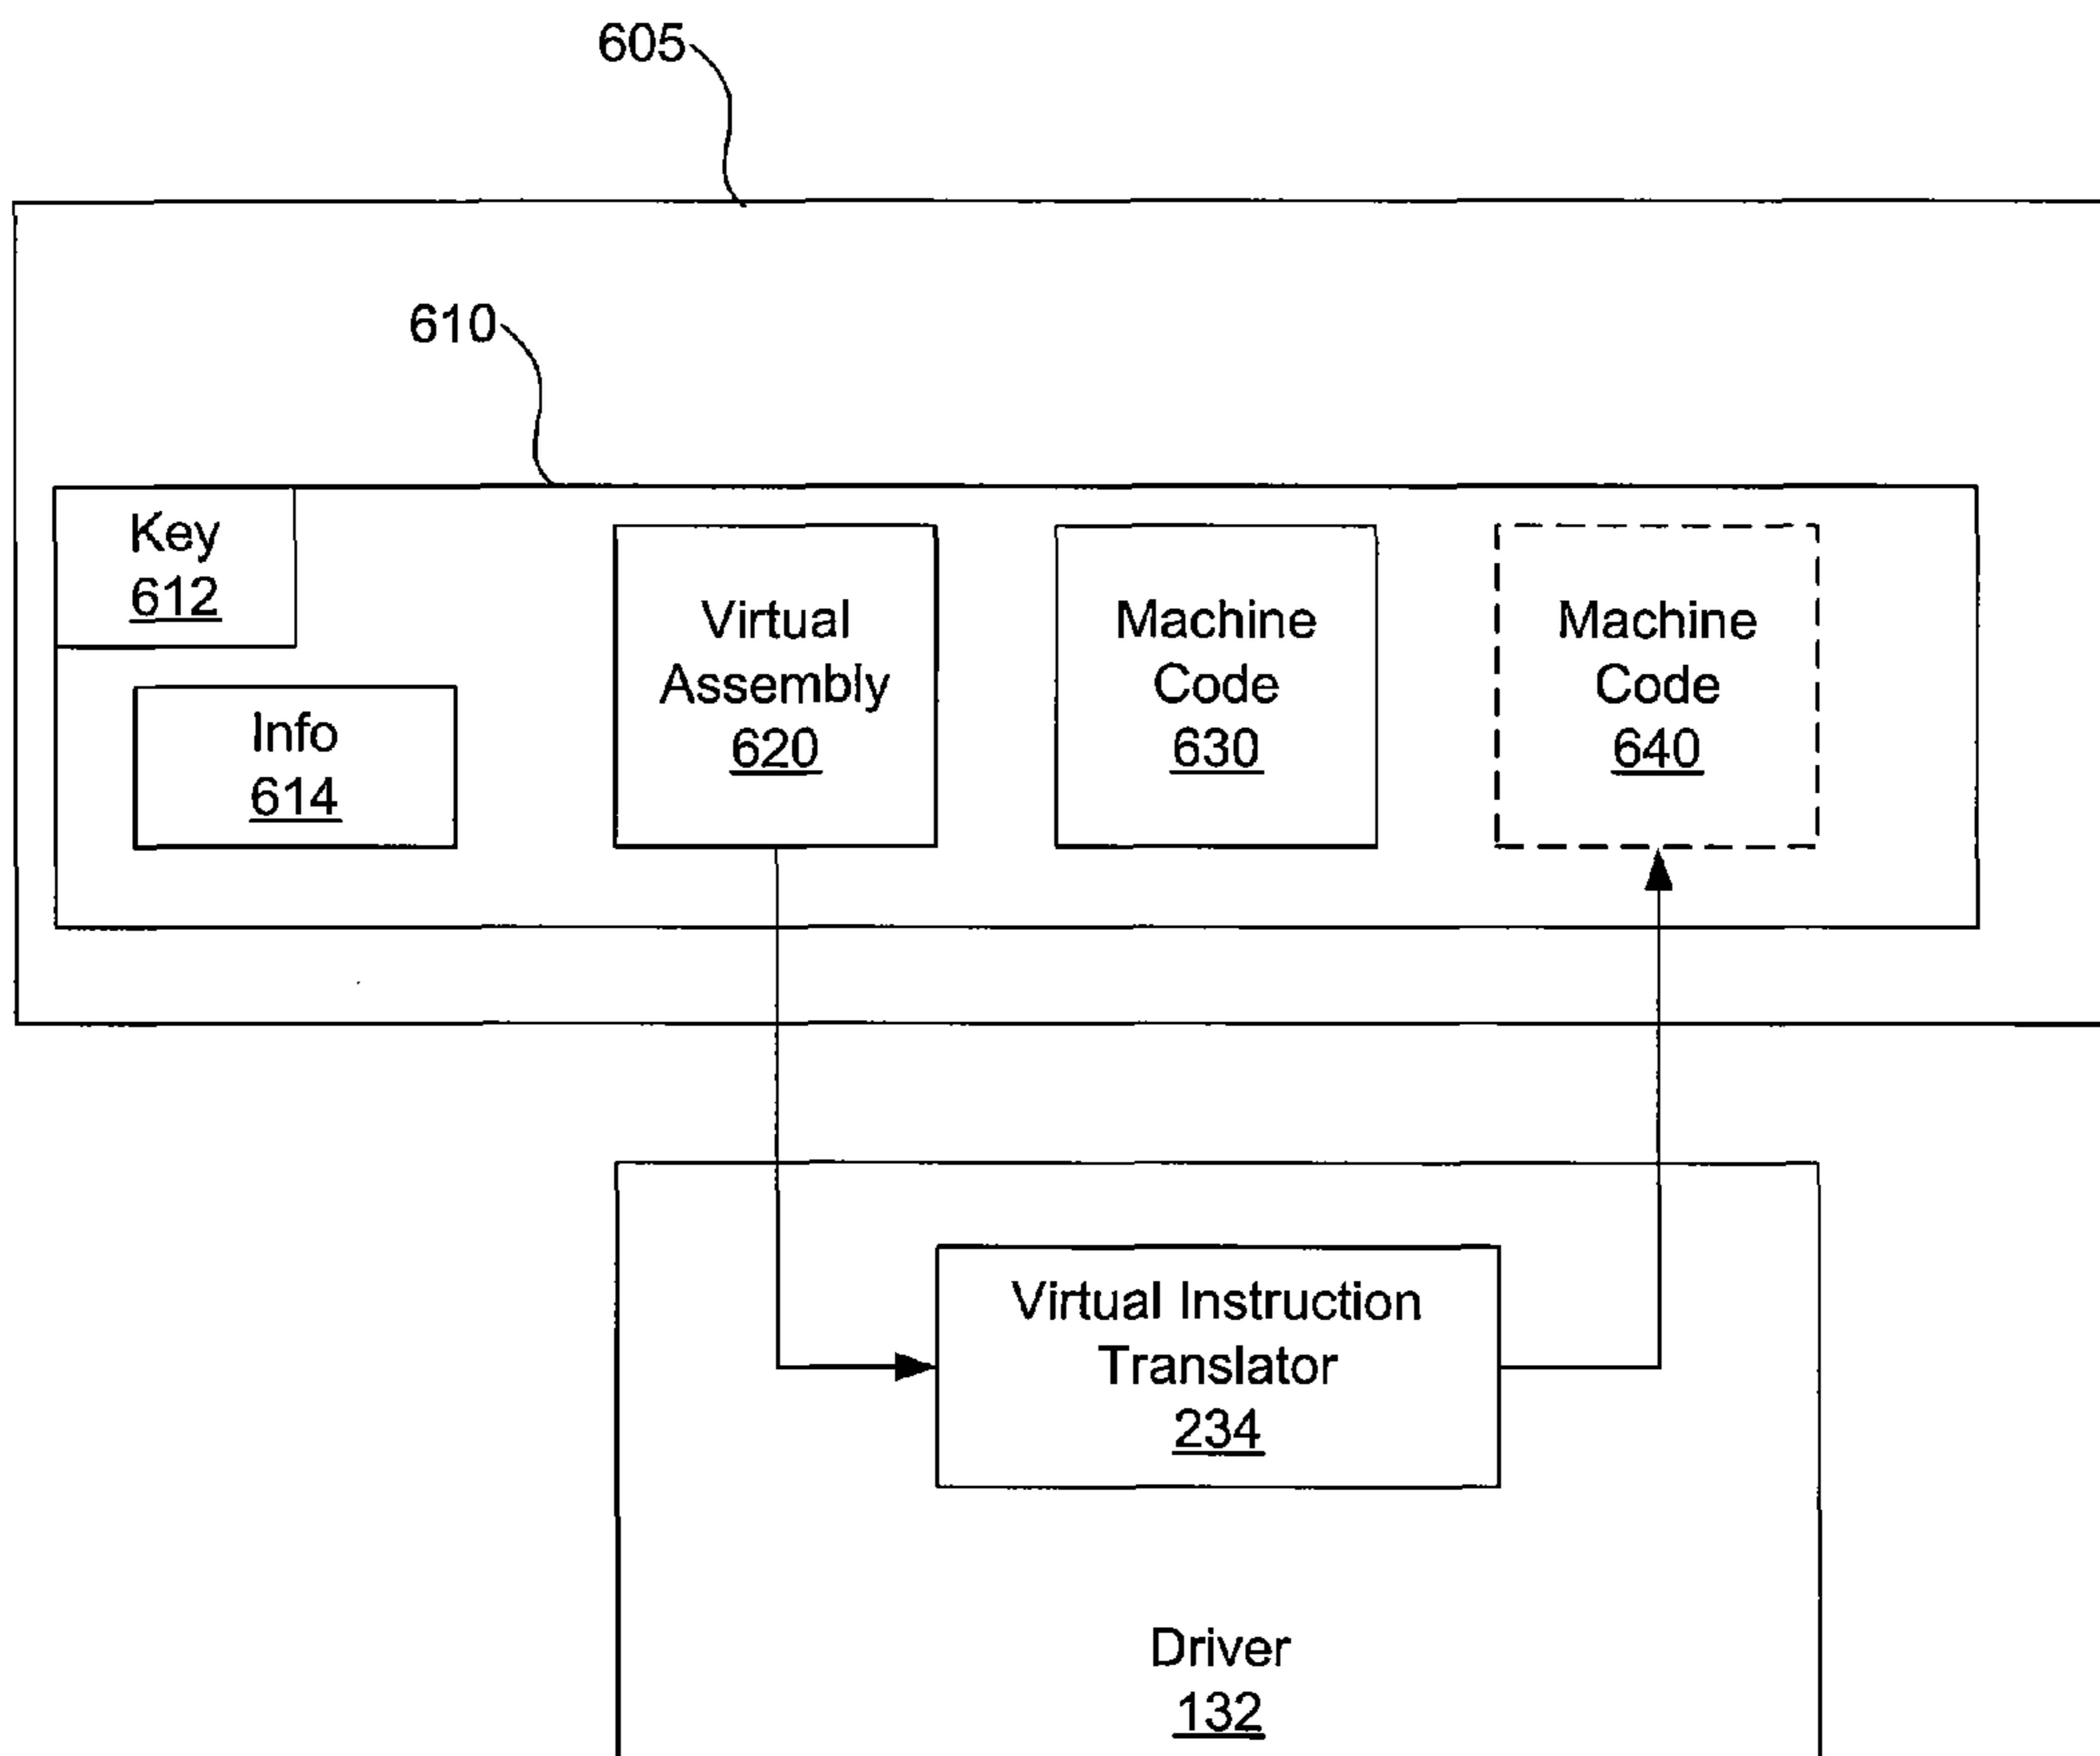 605
610
Key
612
Info
614
Virtual
Assembly
620
Machine
Code
630
Machine
Code
640
Virtual Instruction
Translator
234
Driver
132